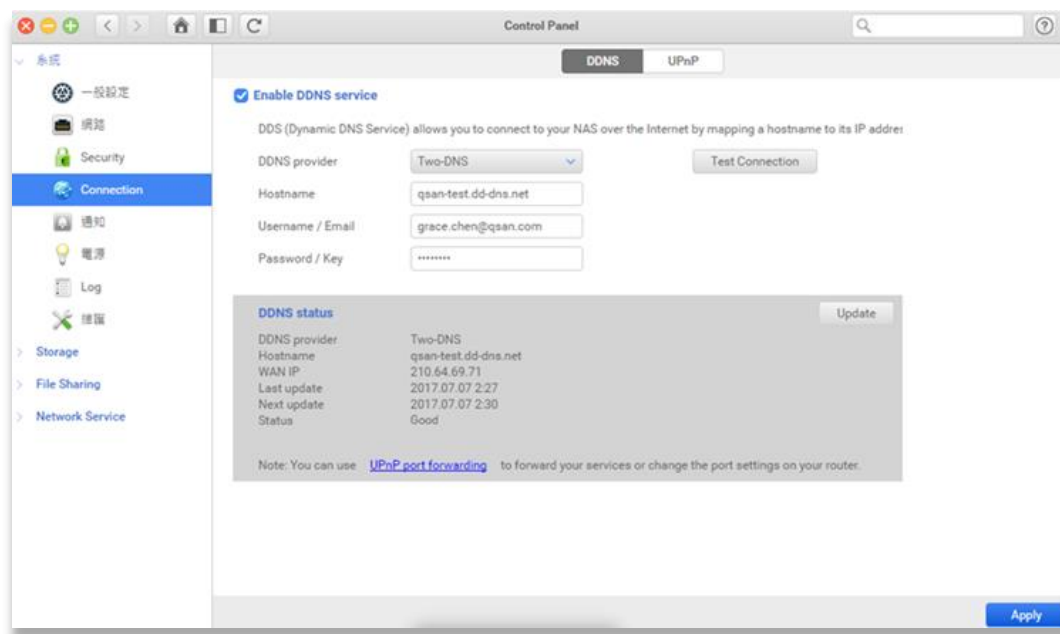 Control Panel
系統
一般設定
網路
Security
Connection
通知
電源
Log
Storage
File Sharing
Network Service
DDNS UPnP
Enable DDNS service
DDS (Dynamic DNS Service) allows you to connect to your NAS over the Internet by mapping a hostname to its IP addre
DDNS provider Two-DNS Test Connection
Hostname qsan-test.dd-dns.net
Username / Email grace.chen@qsan.com
Password / Key ••••••••
DDNS status Update
DDNS provider Two-DNS
Hostname qsan-test.dd-dns.net
WAN IP 210.64.69.71
Last update 2017.07.07 2:27
Next update 2017.07.07 2:30
Status Good
Note: You can use UPnP port forwarding to forward your services or change the port settings on your router.
Apply